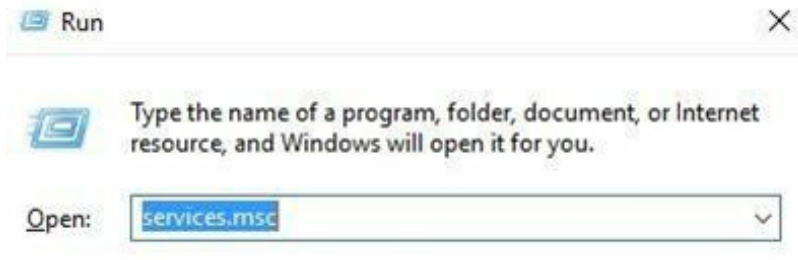 Run
Type the name of a program, folder, document, or Internet
resource, and Windows will open it for you.
Open: services.msc